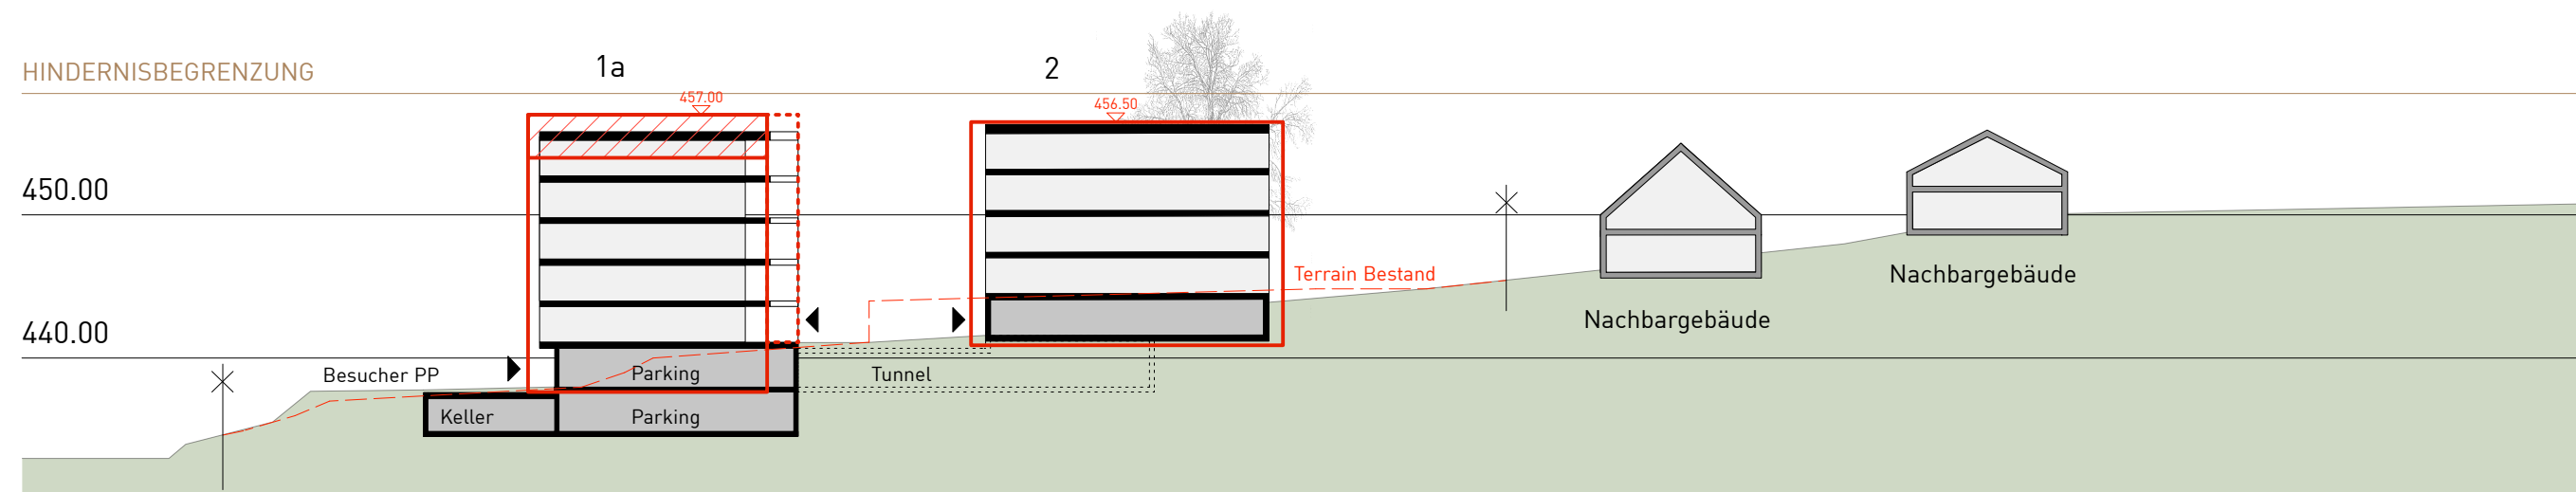 1a
2
HINDERNISBEGRENZUNG
457.00
456.50
450.00
Terrain Bestand
Nachbargebäude
Nachbargebäude
440.00
Besucher PP
Parking
Tunnel
Keller
Parking